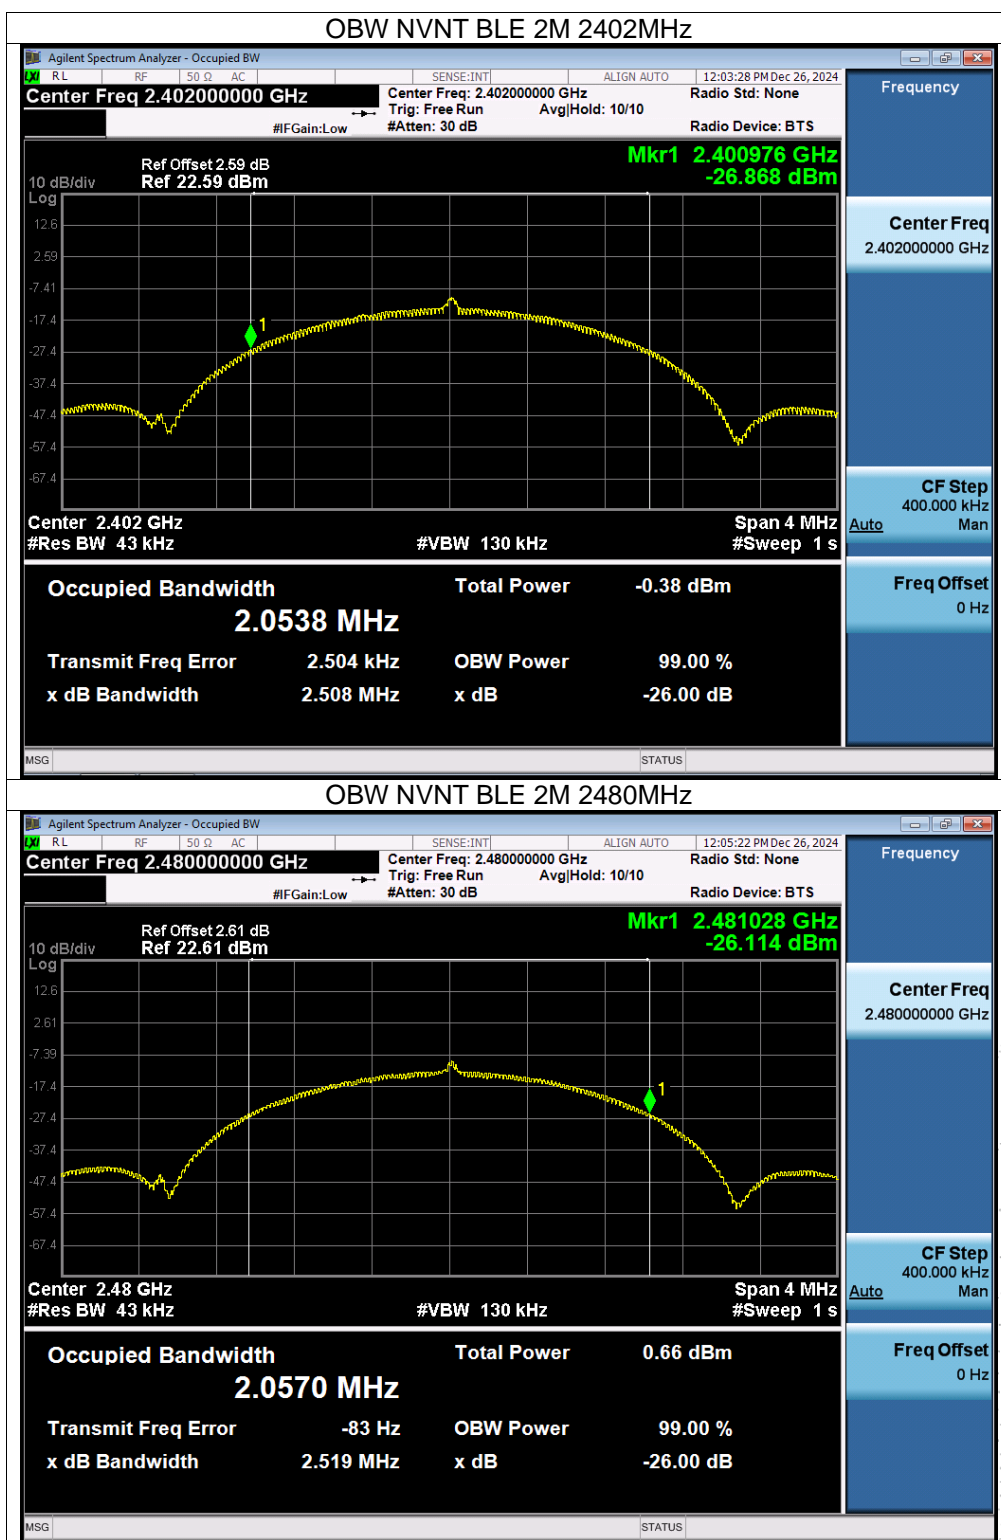 OBW NVNT BLE 2M 2402MHz
Agilent Spectrum Analyzer - Occupied BW
LXI RL RF 50 Ω AC SENSE:INT ALIGN AUTO 12:03:28 PM Dec 26, 2024
Center Freq 2.402000000 GHz
Center Freq: 2.402000000 GHz
Radio Std: None
Trig: Free Run Avg|Hold: 10/10
#IFGain:Low #Atten: 30 dB Radio Device: BTS
Frequency
Mkr1 2.400976 GHz
-26.868 dBm
Ref Offset 2.59 dB
10 dB/div Ref 22.59 dBm
Log
12.6
2.59
-7.41
-17.4
1
-27.4
-37.4
-47.4
-57.4
-67.4
Center 2.402 GHz Span 4 MHz
#Res BW 43 kHz #VBW 130 kHz #Sweep 1 s
Center Freq
2.402000000 GHz
CF Step
400.000 kHz
Auto Man
Freq Offset
0 Hz
Occupied Bandwidth Total Power -0.38 dBm
2.0538 MHz
Transmit Freq Error 2.504 kHz OBW Power 99.00 %
x dB Bandwidth 2.508 MHz x dB -26.00 dB
MSG STATUS
OBW NVNT BLE 2M 2480MHz
Agilent Spectrum Analyzer - Occupied BW
LXI RL RF 50 Ω AC SENSE:INT ALIGN AUTO 12:05:22 PM Dec 26, 2024
Center Freq 2.480000000 GHz
Center Freq: 2.480000000 GHz
Radio Std: None
Trig: Free Run Avg|Hold: 10/10
#IFGain:Low #Atten: 30 dB Radio Device: BTS
Frequency
Mkr1 2.481028 GHz
-26.114 dBm
Ref Offset 2.61 dB
10 dB/div Ref 22.61 dBm
Log
12.6
2.61
-7.39
-17.4
1
-27.4
-37.4
-47.4
-57.4
-67.4
Center 2.48 GHz Span 4 MHz
#Res BW 43 kHz #VBW 130 kHz #Sweep 1 s
Center Freq
2.480000000 GHz
CF Step
400.000 kHz
Auto Man
Freq Offset
0 Hz
Occupied Bandwidth Total Power 0.66 dBm
2.0570 MHz
Transmit Freq Error -83 Hz OBW Power 99.00 %
x dB Bandwidth 2.519 MHz x dB -26.00 dB
MSG STATUS